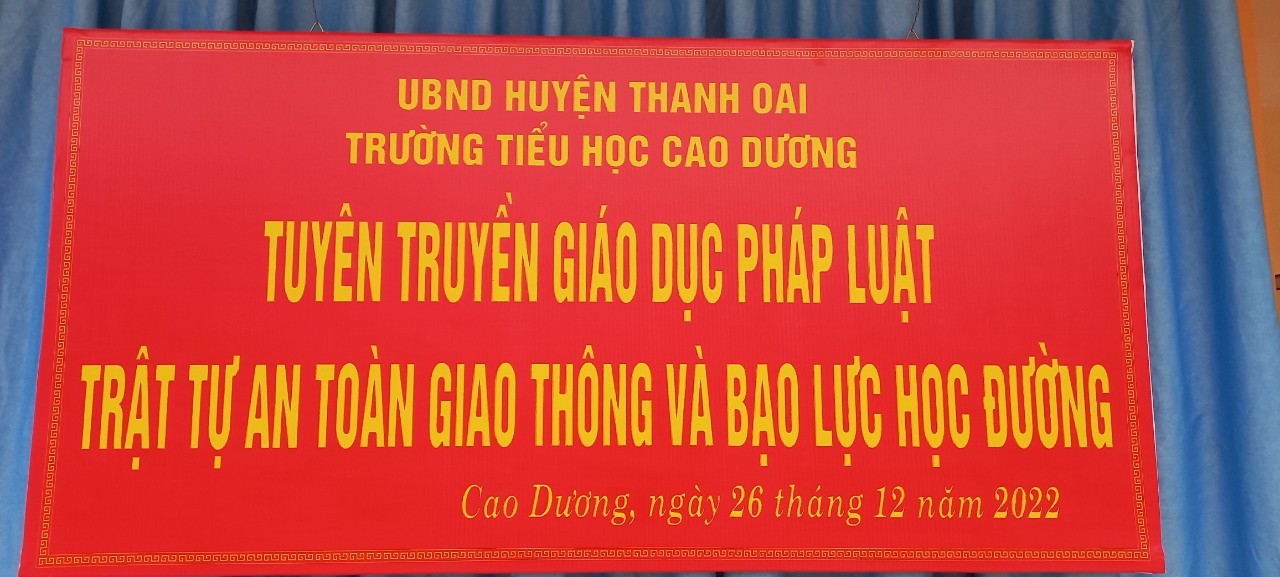 UBND HUYỆN THANH OAI
TRƯỜNG TIỂU HỌC CAO DƯƠNG
TUYÊN TRUYỀN GIÁO DỤC PHÁP LUẬT
TRẬT TỰ AN TOÀN GIAO THÔNG VÀ BẠO LỰC HỌC ĐƯỜNG
Cao Dương, ngày 26 tháng 12 năm 2022